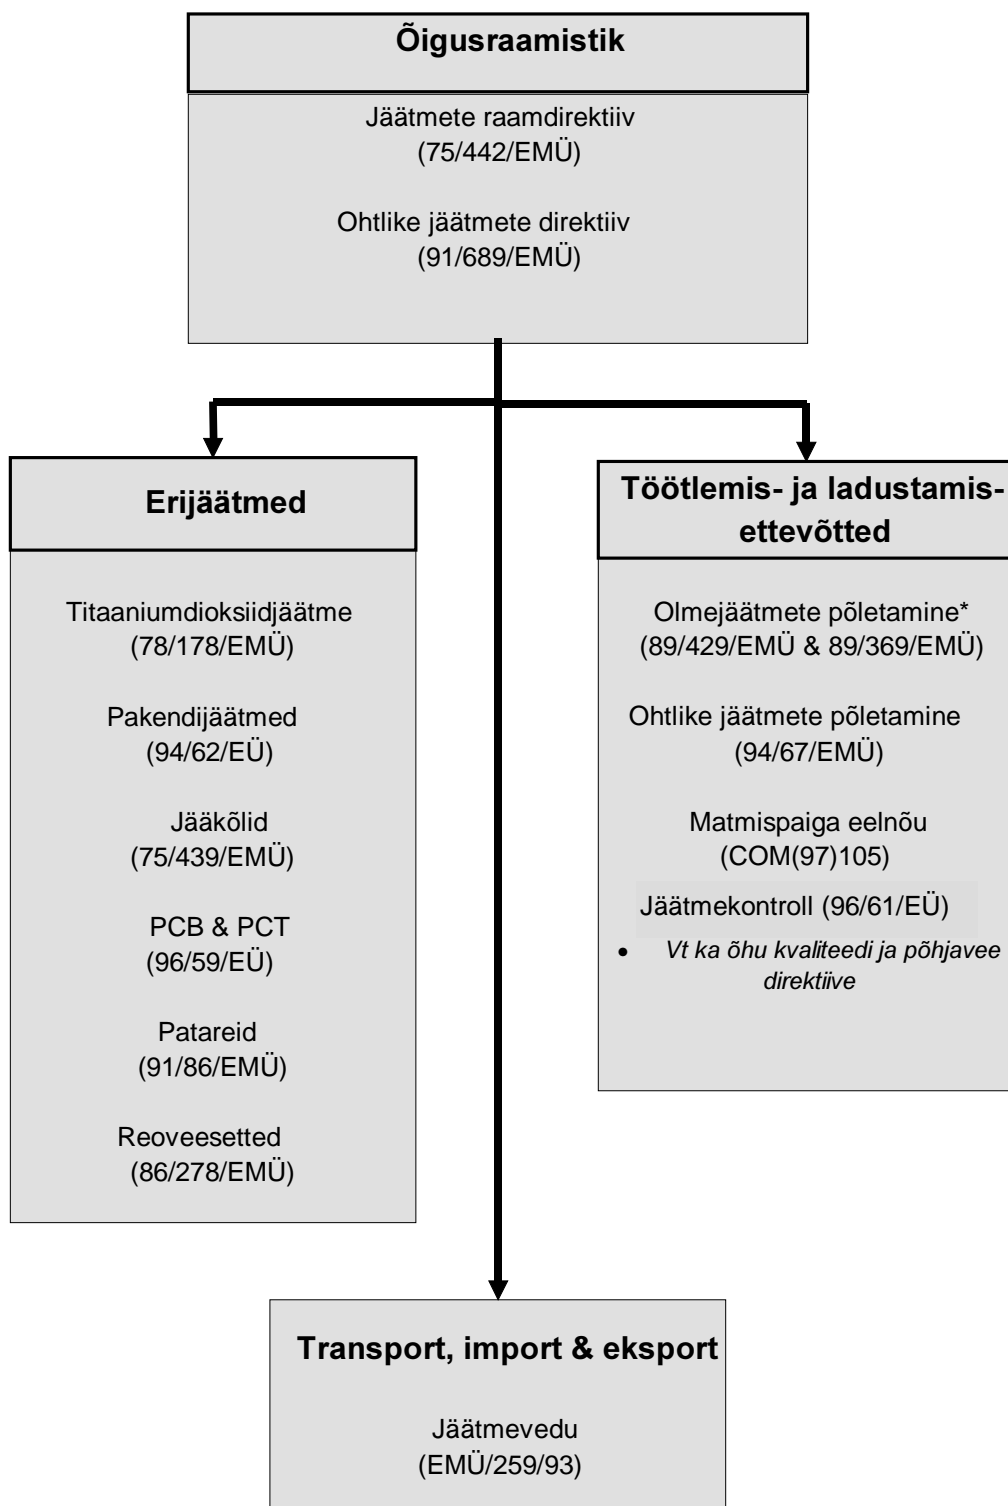 Õigusraamistik
Jäätmete raamdirektiiv
(75/442/EMÜ)
Ohtlike jäätmete direktiiv
(91/689/EMÜ)
Erijäätmed
Titaaniumdioksiidjäätme
(78/178/EMÜ)
Pakendijäätmed
(94/62/EÜ)
Jääkõlid
(75/439/EMÜ)
PCB & PCT
(96/59/EÜ)
Patareid
(91/86/EMÜ)
Reoveesetted
(86/278/EMÜ)
Töötlemis- ja ladustamis-
ettevõtted
Olmejäätmete põletamine*
(89/429/EMÜ & 89/369/EMÜ)
Ohtlike jäätmete põletamine
(94/67/EMÜ)
Matmispaiga eelnõu
(COM(97)105)
Jäätmekontroll (96/61/EÜ)
• Vt ka õhu kvaliteedi ja põhjavee
direktiive
Transport, import & eksport
Jäätmevedu
(EMÜ/259/93)